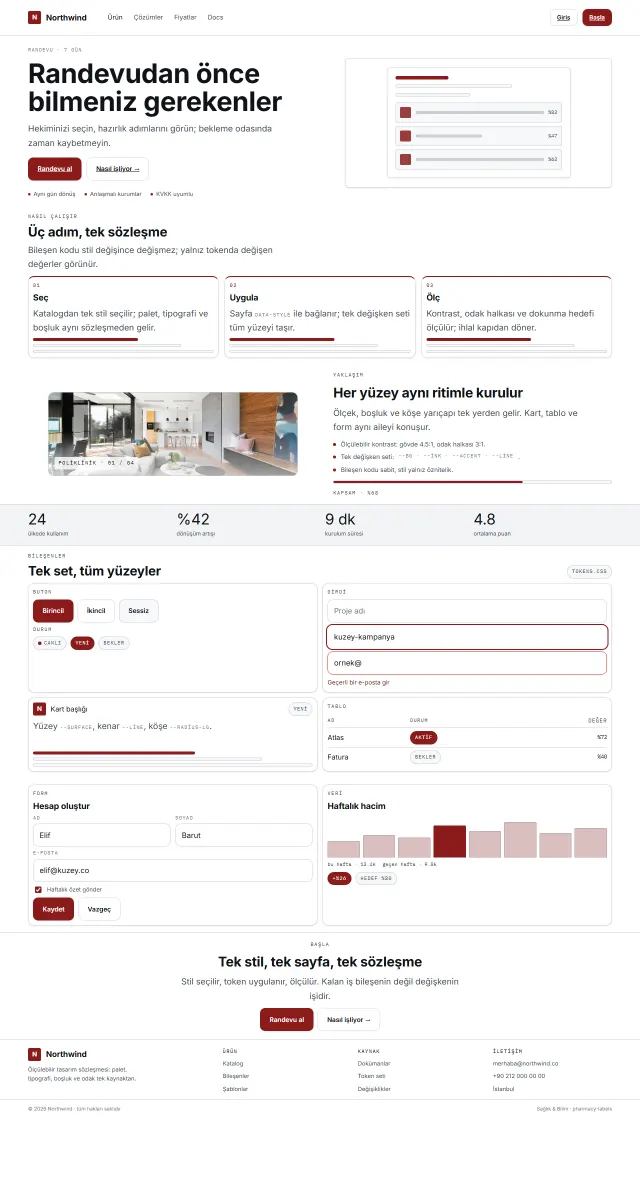 N Northwind Ürün Çözümler Fiyatlar Docs Giriş Başla
RANDEVU · 7 GÜN
Randevudan önce
bilmeniz gerekenler
Hekiminizi seçin, hazırlık adımlarını görün; bekleme odasında
zaman kaybetmeyin.
Randevu al Nasıl işliyor →
Aynı gün dönüş Anlaşmalı kurumlar KVKK uyumlu
%82
%47
%62
NASIL ÇALIŞIR
Üç adım, tek sözleşme
Bileşen kodu stil değişince değişmez; yalnız tokenda değişen
değerler görünür.
01
Seç
Katalogdan tek stil seçilir; palet, tipografi ve
boşluk aynı sözleşmeden gelir.
02
Uygula
Sayfa DATA-STYLE ile bağlanır; tek değişken seti
tüm yüzeyi taşır.
03
Ölç
Kontrast, odak halkası ve dokunma hedefi
ölçülür; ihlal kapıdan döner.
POLİKLİNİK · 01 / 04
YAKLAŞIM
Her yüzey aynı ritimle kurulur
Ölçek, boşluk ve köşe yarıçapı tek yerden gelir. Kart, tablo ve
form aynı aileyi konuşur.
Ölçülebilir kontrast: gövde 4.5:1, odak halkası 3:1.
Tek değişken seti: --BG · --INK · --ACCENT · --LINE .
Bileşen kodu sabit, stil yalnız öznitelik.
KAPSAM · %68
24
ülkede kullanım
%42
dönüşüm artışı
9 dk
kurulum süresi
4.8
ortalama puan
BİLEŞENLER
Tek set, tüm yüzeyler
TOKENS.CSS
BUTON
Birincil İkincil Sessiz
DURUM
CANLI YENİ BEKLER
GİRDİ
Proje adı
kuzey-kampanya
ornek@
Geçerli bir e-posta gir
N Kart başlığı YENİ
Yüzey --SURFACE, kenar --LINE, köşe --RADIUS-LG.
TABLO
AD DURUM DEĞER
Atlas AKTİF %72
Fatura BEKLER %40
FORM
Hesap oluştur
AD SOYAD
Elif Barut
E-POSTA
elif@kuzey.co
Haftalık özet gönder
Kaydet Vazgeç
VERİ
Haftalık hacim
bu hafta geçen hafta
HEDEF %30
BAŞLA
Tek stil, tek sayfa, tek sözleşme
Stil seçilir, token uygulanır, ölçülür. Kalan iş bileşenin değil değişkenin
işidir.
Randevu al Nasıl işliyor →
N Northwind
Ölçülebilir tasarım sözleşmesi: palet,
tipografi, boşluk ve odak tek kaynaktan.
ÜRÜN
Katalog
Bileşenler
Şablonlar
KAYNAK
Dokümanlar
Token seti
Değişiklikler
İLETİŞİM
merhaba@northwind.co
+90 212 000 00 00
İstanbul
© 2026 Northwind · tüm hakları saklıdır
Sağlık & Bilim · pharmacy-labels